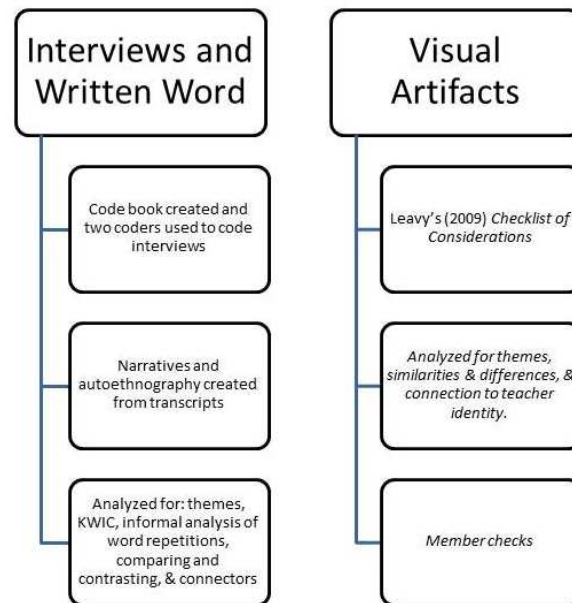 Interviews and
Written Word
Code book created and
two coders used to code
interviews
Narratives and
autoethnography created
from transcripts
Analyzed for: themes,
KWIC, informal analysis of
word repetitions,
comparing and
contrasting, & connectors
Visual
Artifacts
Leavy's (2009) Checklist of
Considerations
Analyzed for themes,
similarities & differences, &
connection to teacher
identity.
Member checks